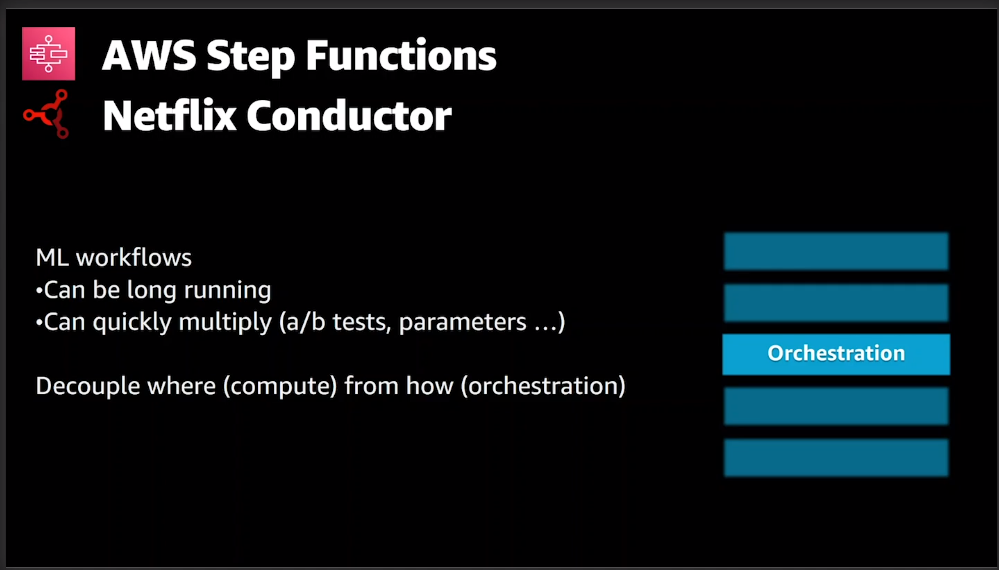 AWS Step Functions
Netflix Conductor
ML workflows
•Can be long running
•Can quickly multiply (a/b tests, parameters …)
Decouple where (compute) from how (orchestration)
Orchestration